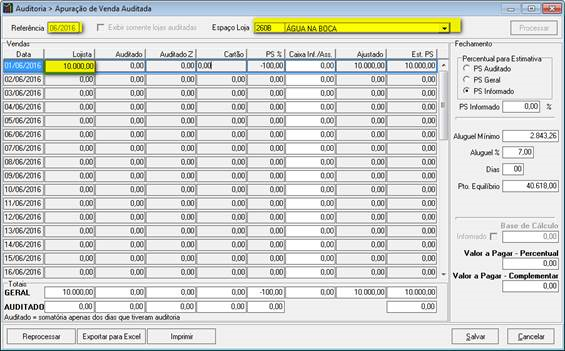 Auditoria > Apuração de Venda Auditada
Referência 06/2016 Exibir somente lojas auditadas Espaço Loja 260B ÁGUA NA BOCA Processar
Vendas
Data Lojista Auditado Auditado Z Cartão PS % Caixa Inf./Ass. Ajustado Est. PS
01/06/2016 10.000,00 0,00 0,00 0,00 -100,00 0,00 10.000,00 10.000,00
02/06/2016 0,00 0,00 0,00 0,00 0,00 0,00 0,00 0,00
03/06/2016 0,00 0,00 0,00 0,00 0,00 0,00 0,00 0,00
04/06/2016 0,00 0,00 0,00 0,00 0,00 0,00 0,00 0,00
05/06/2016 0,00 0,00 0,00 0,00 0,00 0,00 0,00 0,00
06/06/2016 0,00 0,00 0,00 0,00 0,00 0,00 0,00 0,00
07/06/2016 0,00 0,00 0,00 0,00 0,00 0,00 0,00 0,00
08/06/2016 0,00 0,00 0,00 0,00 0,00 0,00 0,00 0,00
09/06/2016 0,00 0,00 0,00 0,00 0,00 0,00 0,00 0,00
10/06/2016 0,00 0,00 0,00 0,00 0,00 0,00 0,00 0,00
11/06/2016 0,00 0,00 0,00 0,00 0,00 0,00 0,00 0,00
12/06/2016 0,00 0,00 0,00 0,00 0,00 0,00 0,00 0,00
13/06/2016 0,00 0,00 0,00 0,00 0,00 0,00 0,00 0,00
14/06/2016 0,00 0,00 0,00 0,00 0,00 0,00 0,00 0,00
15/06/2016 0,00 0,00 0,00 0,00 0,00 0,00 0,00 0,00
16/06/2016 0,00 0,00 0,00 0,00 0,00 0,00 0,00 0,00
Totais
GERAL 10.000,00 0,00 0,00 0,00 -100,00 0,00 10.000,00 10.000,00
AUDITADO 0,00 0,00 0,00 0,00 0,00 0,00
Auditado = somatória apenas dos dias que tiveram auditoria
Fechamento
Percentual para Estimativa
PS Auditado
PS Geral
PS Informado
PS Informado 0,00 %
Aluguel Mínimo 2.843,26
Aluguel % 7,00
Dias 00
Pto. Equilíbrio 40.618,00
Base de Cálculo
Informado 0,00
Valor a Pagar - Percentual
0,00
Valor a Pagar - Complementar
0,00
Reprocessar Exportar para Excel Imprimir Salvar Cancelar